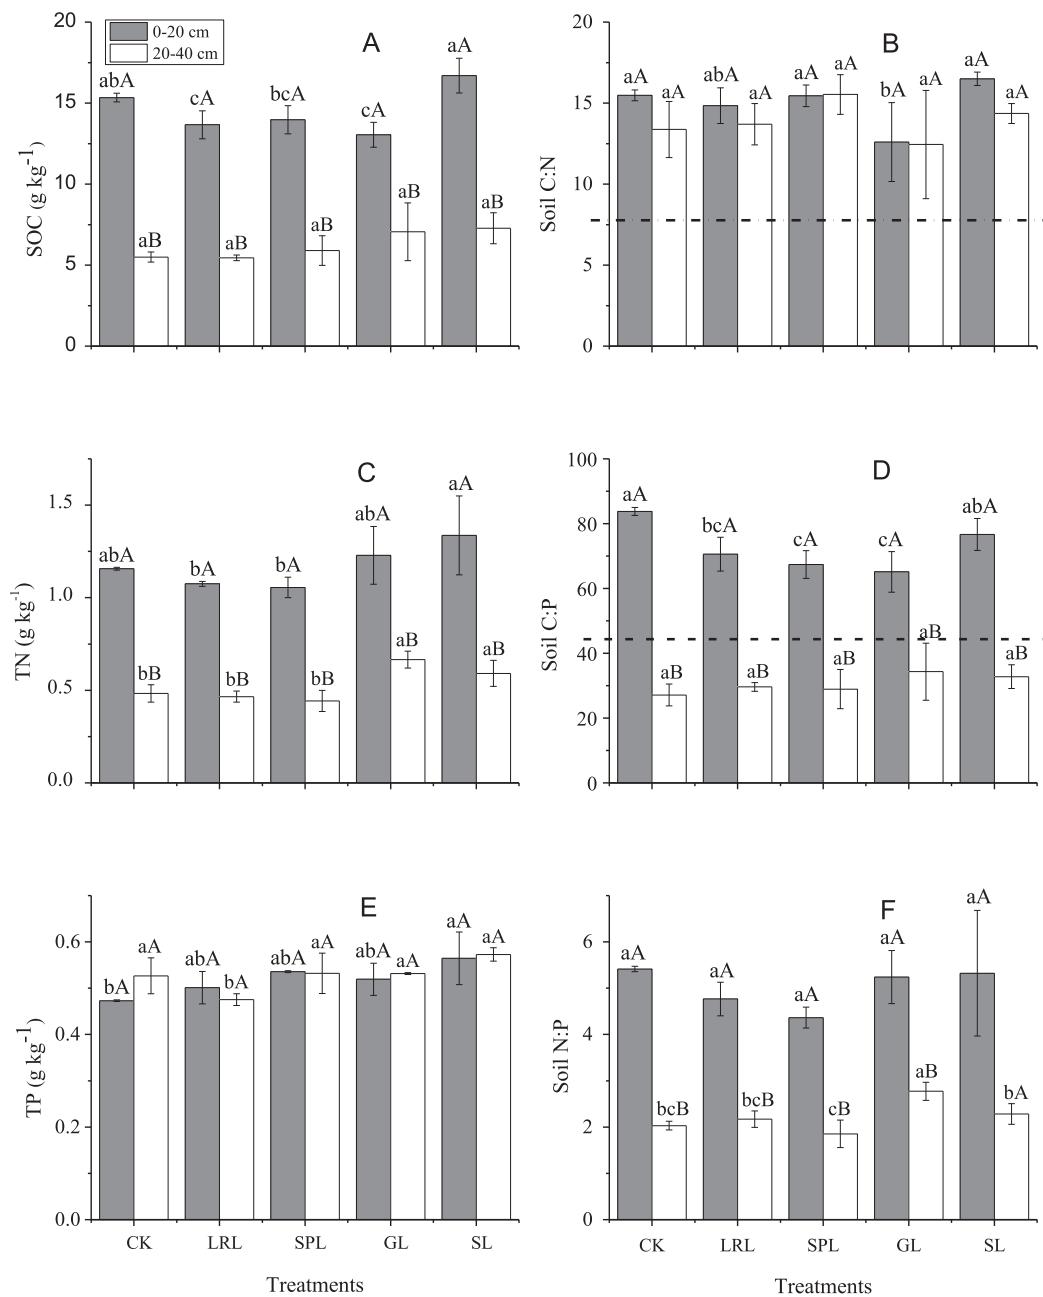 0-20 cm
20-40 cm
A
SOC (g kg-1)
20
15
10
5
0
abA
aB
cA
aB
bcA
aB
cA
aB
aA
aB
B
Soil C:N
20
15
10
5
0
aA
aA
abA
aA
aA
aA
bA
aA
aA
aA
C
TN (g kg-1)
1.5
1.0
0.5
0.0
abA
bB
bA
bB
bA
bB
abA
aB
aA
aB
D
Soil C:P
100
80
60
40
20
0
aA
aB
bcA
aB
cA
aB
cA
aB
abA
aB
E
TP (g kg-1)
0.6
0.4
0.2
0.0
bA
aA
abA
bA
abA
aA
abA
aA
aA
aA
CK LRL SPL GL SL
Treatments
F
Soil N:P
6
4
2
0
aA
bcB
aA
bcB
aA
cB
aA
aB
aA
bA
CK LRL SPL GL SL
Treatments